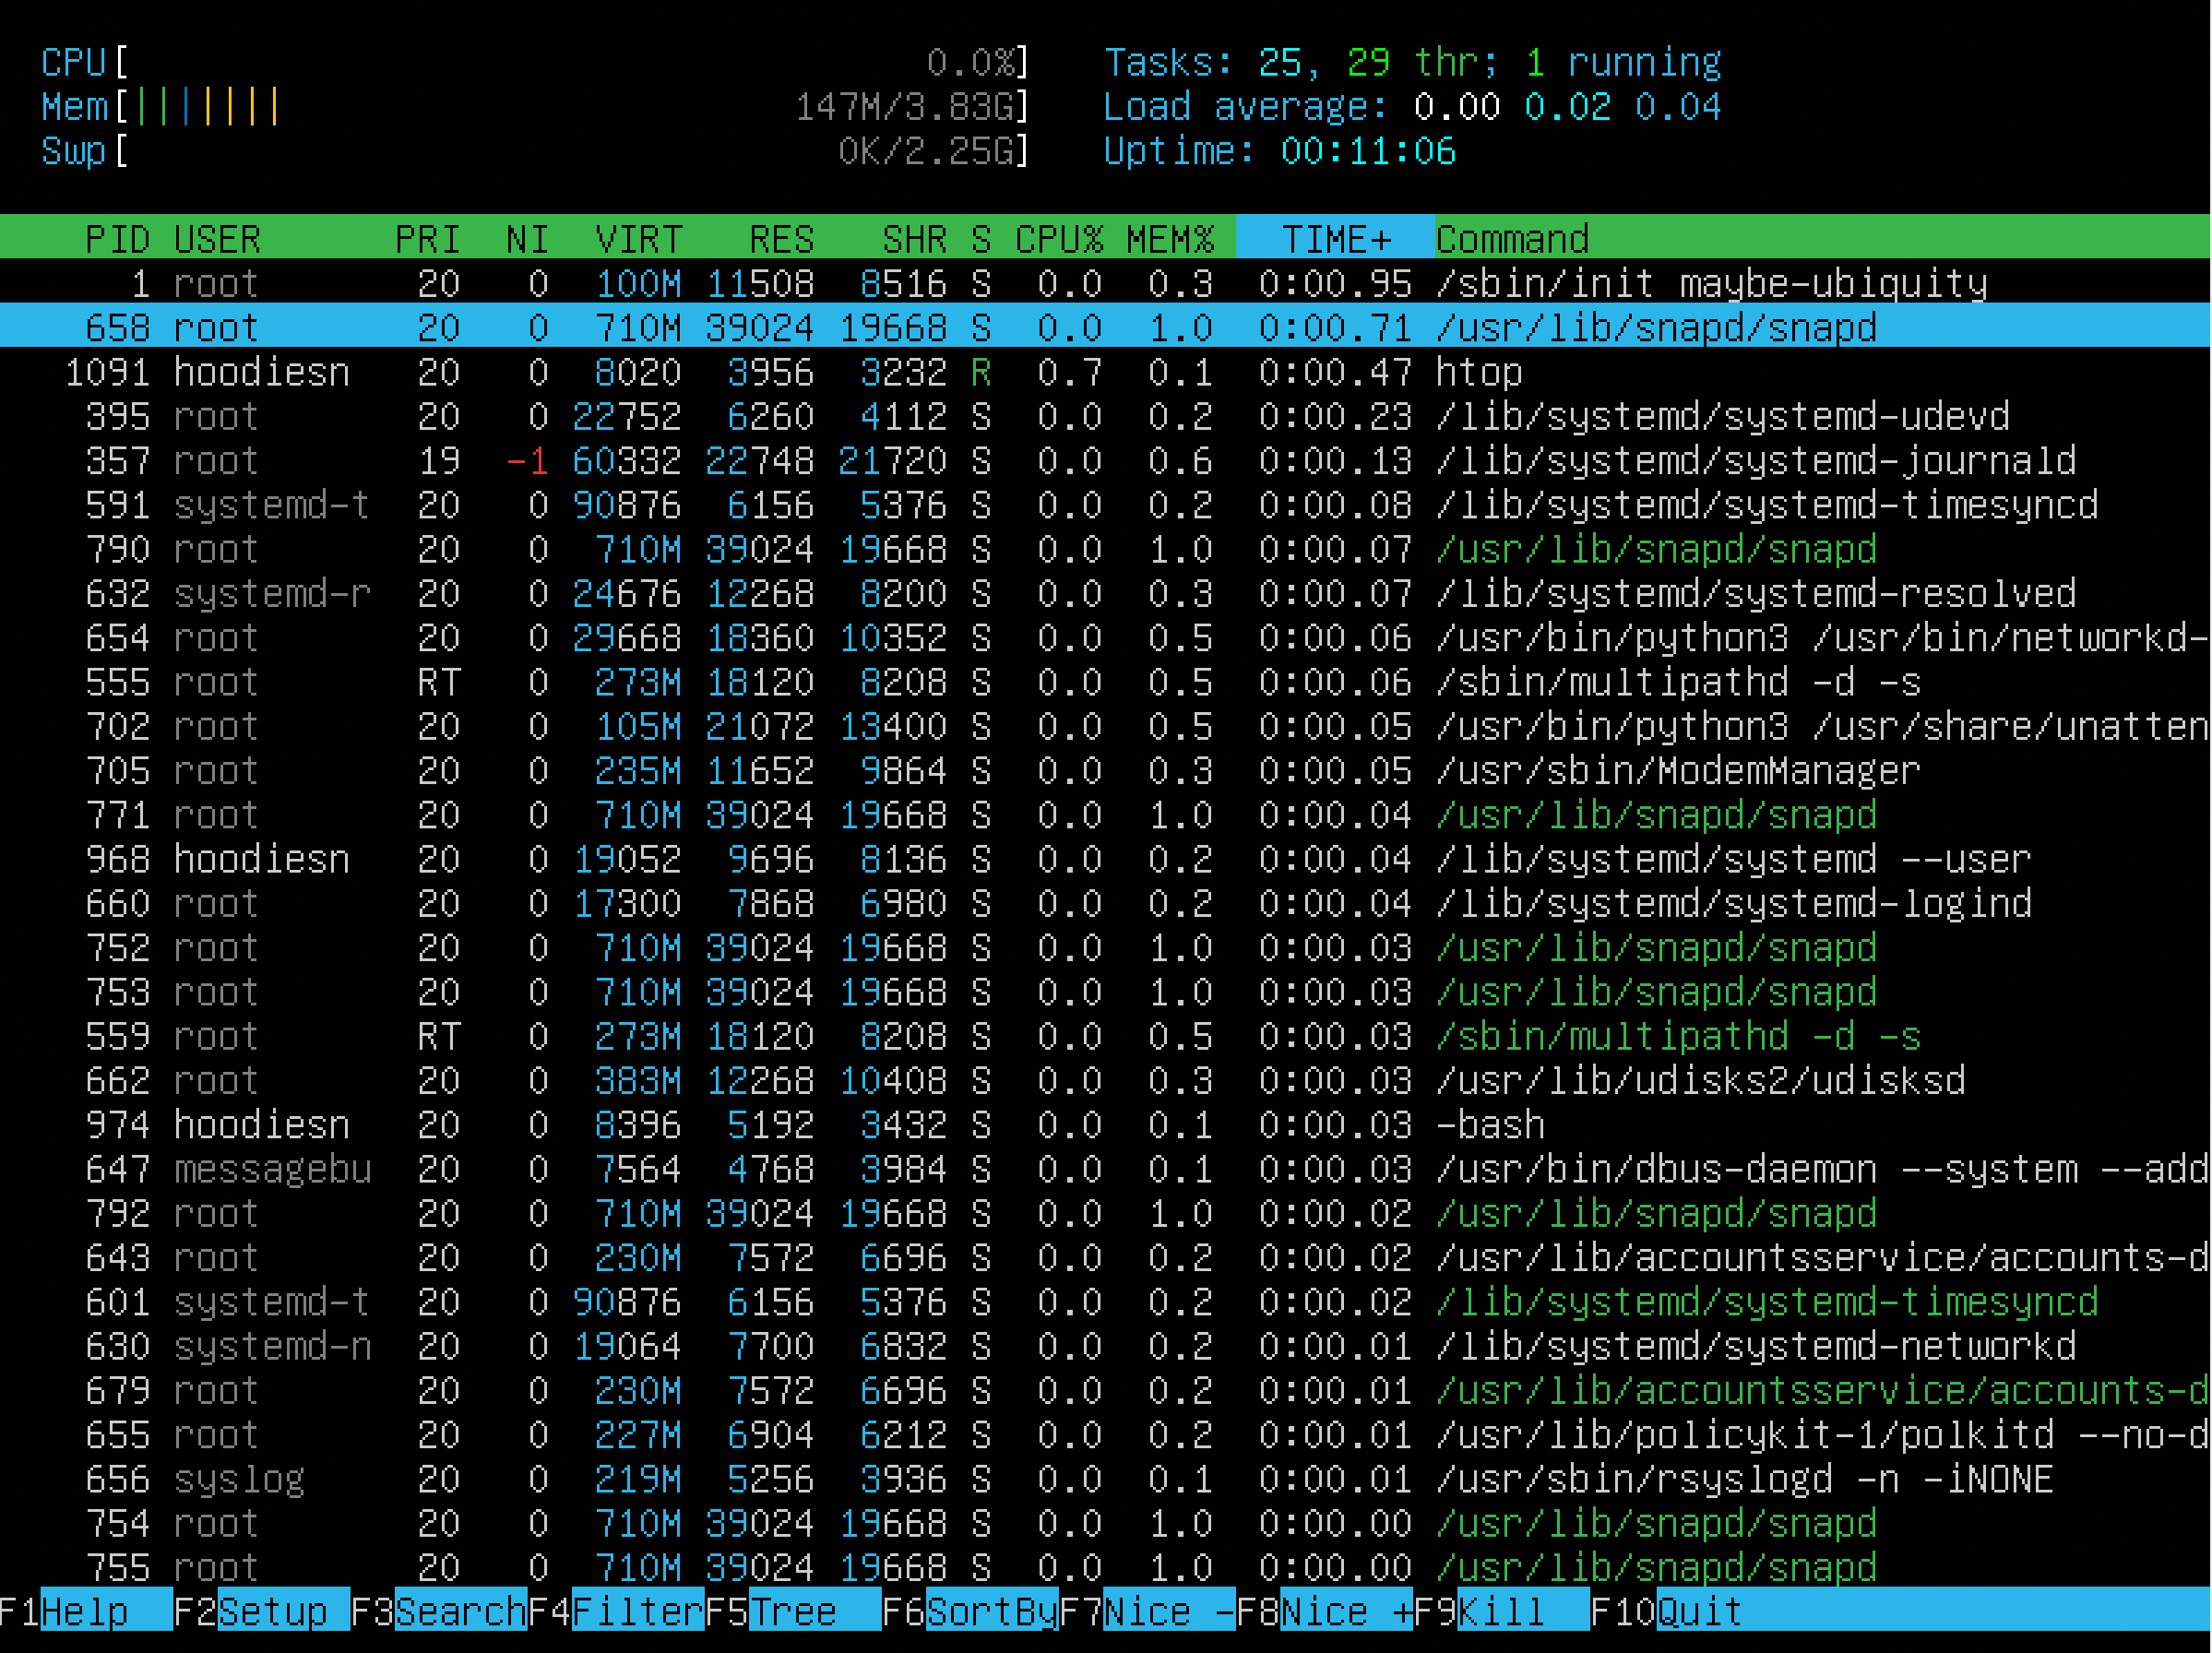 CPU[ 0.0%] Tasks: 25, 29 thr; 1 running
Mem[||||||| 147M/3.83G] Load average: 0.00 0.02 0.04
Swp[ 0K/2.25G] Uptime: 00:11:06
PID USER PRI NI VIRT RES SHR S CPU% MEM% TIME+ Command
1 root 20 0 100M 11508 8516 S 0.0 0.3 0:00.95 /sbin/init maybe-ubiquity
658 root 20 0 710M 39024 19668 S 0.0 1.0 0:00.71 /usr/lib/snapd/snapd
1091 hoodiesn 20 0 8020 3956 3232 R 0.7 0.1 0:00.47 htop
395 root 20 0 22752 6260 4112 S 0.0 0.2 0:00.23 /lib/systemd/systemd-udevd
357 root 19 -1 60332 22748 21720 S 0.0 0.6 0:00.13 /lib/systemd/systemd-journald
591 systemd-t 20 0 90876 6156 5376 S 0.0 0.2 0:00.08 /lib/systemd/systemd-timesyncd
790 root 20 0 710M 39024 19668 S 0.0 1.0 0:00.07 /usr/lib/snapd/snapd
632 systemd-r 20 0 24676 12268 8200 S 0.0 0.3 0:00.07 /lib/systemd/systemd-resolved
654 root 20 0 29668 18360 10352 S 0.0 0.5 0:00.06 /usr/bin/python3 /usr/bin/networkd-
555 root RT 0 273M 18120 8208 S 0.0 0.5 0:00.06 /sbin/multipathd -d -s
702 root 20 0 105M 21072 13400 S 0.0 0.5 0:00.05 /usr/bin/python3 /usr/share/unatten
705 root 20 0 235M 11652 9864 S 0.0 0.3 0:00.05 /usr/sbin/ModemManager
771 root 20 0 710M 39024 19668 S 0.0 1.0 0:00.04 /usr/lib/snapd/snapd
968 hoodiesn 20 0 19052 9696 8136 S 0.0 0.2 0:00.04 /lib/systemd/systemd --user
660 root 20 0 17300 7868 6980 S 0.0 0.2 0:00.04 /lib/systemd/systemd-logind
752 root 20 0 710M 39024 19668 S 0.0 1.0 0:00.03 /usr/lib/snapd/snapd
753 root 20 0 710M 39024 19668 S 0.0 1.0 0:00.03 /usr/lib/snapd/snapd
559 root RT 0 273M 18120 8208 S 0.0 0.5 0:00.03 /sbin/multipathd -d -s
662 root 20 0 383M 12268 10408 S 0.0 0.3 0:00.03 /usr/lib/udisks2/udisksd
974 hoodiesn 20 0 8396 5192 3432 S 0.0 0.1 0:00.03 -bash
647 messagebu 20 0 7564 4768 3984 S 0.0 0.1 0:00.03 /usr/bin/dbus-daemon --system --add
792 root 20 0 710M 39024 19668 S 0.0 1.0 0:00.02 /usr/lib/snapd/snapd
643 root 20 0 230M 7572 6696 S 0.0 0.2 0:00.02 /usr/lib/accountsservice/accounts-d
601 systemd-t 20 0 90876 6156 5376 S 0.0 0.2 0:00.02 /lib/systemd/systemd-timesyncd
630 systemd-n 20 0 19064 7700 6832 S 0.0 0.2 0:00.01 /lib/systemd/systemd-networkd
679 root 20 0 230M 7572 6696 S 0.0 0.2 0:00.01 /usr/lib/accountsservice/accounts-d
655 root 20 0 227M 6904 6212 S 0.0 0.2 0:00.01 /usr/lib/policykit-1/polkitd --no-d
656 syslog 20 0 219M 5256 3936 S 0.0 0.1 0:00.01 /usr/sbin/rsyslogd -n -iNONE
754 root 20 0 710M 39024 19668 S 0.0 1.0 0:00.00 /usr/lib/snapd/snapd
755 root 20 0 710M 39024 19668 S 0.0 1.0 0:00.00 /usr/lib/snapd/snapd
F1Help F2Setup F3SearchF4FilterF5Tree F6SortByF7Nice -F8Nice +F9Kill F10Quit